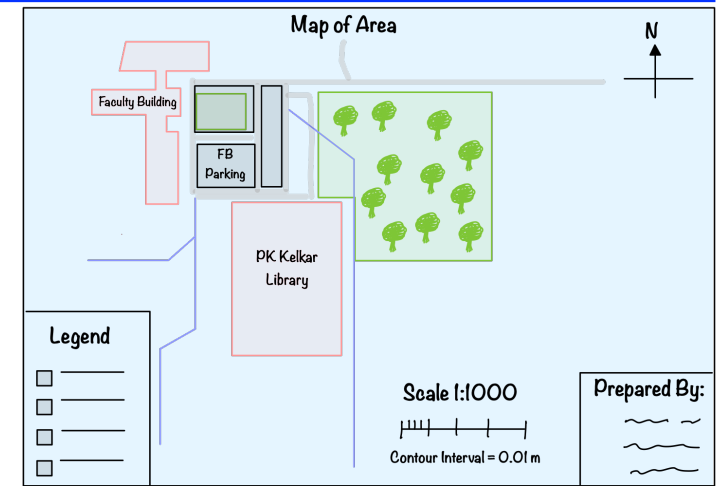 Map of Area
N
Faculty Building
FB
Parking
PK Kelkar
Library
Legend
Scale 1:1000
Contour Interval = 0.01 m
Prepared By: